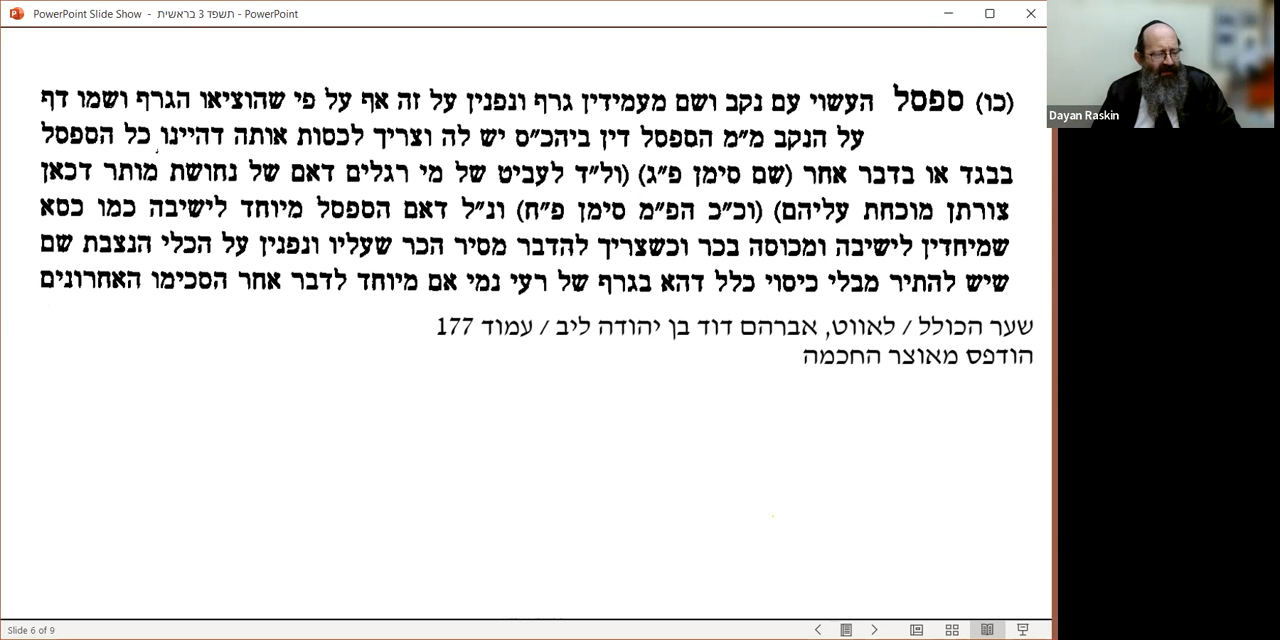 PowerPoint Slide Show - תשפד 3 בראשית - PowerPoint
(כו) ספסל העשוי עם נקב ושם מעמידין גרף ונפנין על זה אף על פי שהוציאו הגרף ושמו דף
על הנקב מ״מ הספסל דין ביהכ״ס יש לה וצריך לכסות אותה דהיינו כל הספסל
בבגד או בדבר אחר (שם סימן פ״ג) (ול״ד לעביט של מי רגלים דאם של נחושת מותר דכאן
צורתן מוכחת עליהם) (וכ״כ הפ״מ סימן פ״ח) ונ״ל דאם הספסל מיוחד לישיבה כמו כסא
שמיחדין לישיבה ומכוסה בכר וכשצריך להדבר מסיר הכר שעליו ונפנין על הכלי הנצבת שם
שיש להתיר מבלי כיסוי כלל דהא בגרף של רעי נמי אם מיוחד לדבר אחר הסכימו האחרונים
שער הכולל / לאווט, אברהם דוד בן יהודה ליב / עמוד 177
הודפס מאוצר החכמה
Dayan Raskin
Slide 6 of 9